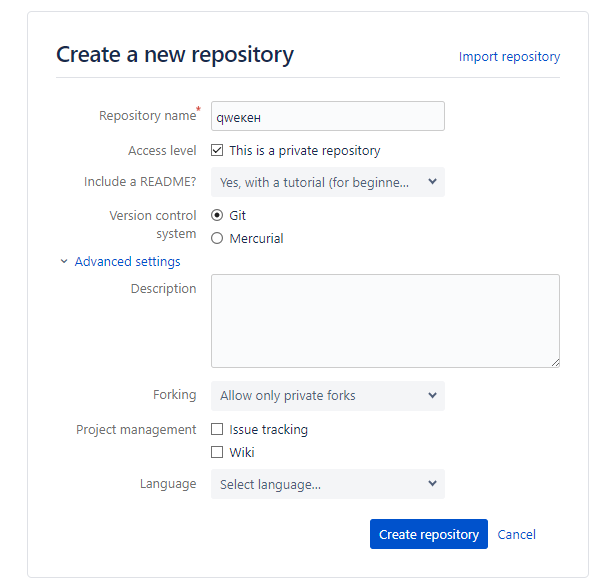 Create a new repository
Import repository
Repository name*
qweкен
Access level
This is a private repository
Include a README?
Yes, with a tutorial (for beginne...
Version control
system
Git
Mercurial
Advanced settings
Description
Forking
Allow only private forks
Project management
Issue tracking
Wiki
Language
Select language...
Create repository
Cancel